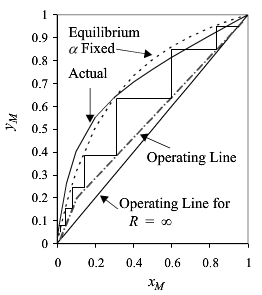 1
0.9
0.8
0.7
0.6
0.5
0.4
0.3
0.2
0.1
0
Equilibrium
α Fixed
Actual
Operating Line
Operating Line for
R = ∞
0 0.2 0.4 0.6 0.8 1
x_M
y_M